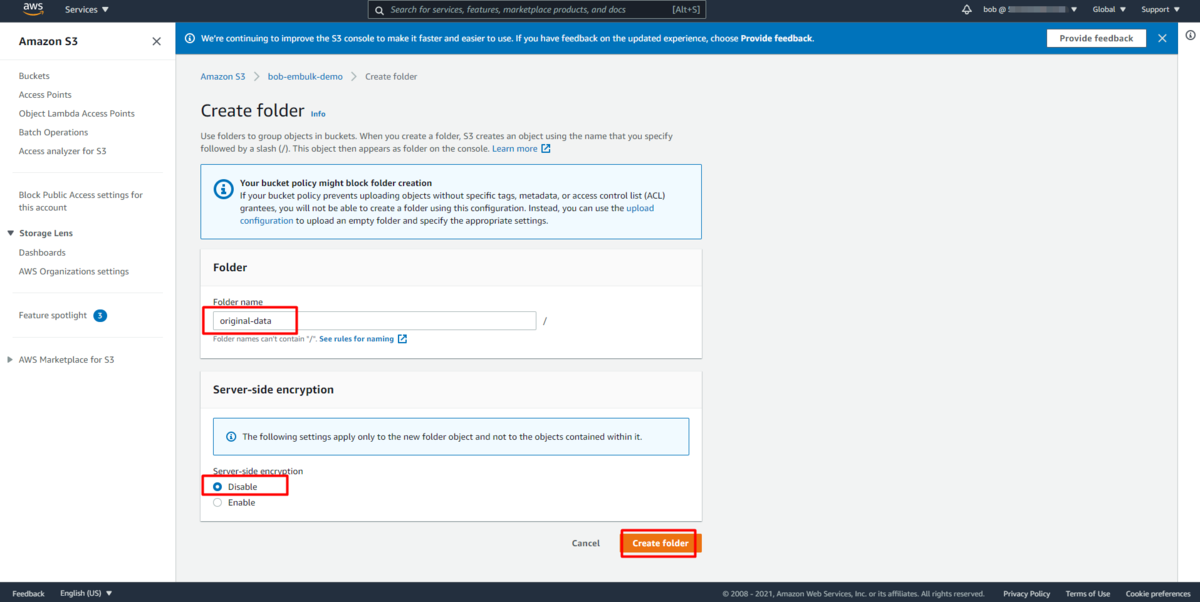 aws Services ▼ Search for services, features, marketplace products, and docs [Alt+S] bob @ ▼ Global ▼ Support ▼
Amazon S3
We're continuing to improve the S3 console to make it faster and easier to use. If you have feedback on the updated experience, choose Provide feedback.
Provide feedback
Buckets
Access Points
Object Lambda Access Points
Batch Operations
Access analyzer for S3
Block Public Access settings for
this account
▼ Storage Lens
Dashboards
AWS Organizations settings
Feature spotlight 3
AWS Marketplace for S3
Amazon S3 > bob-embulk-demo > Create folder
Create folder Info
Use folders to group objects in buckets. When you create a folder, S3 creates an object using the name that you specify
followed by a slash (/). This object then appears as folder on the console. Learn more
Your bucket policy might block folder creation
If your bucket policy prevents uploading objects without specific tags, metadata, or access control list (ACL)
grantees, you will not be able to create a folder using this configuration. Instead, you can use the upload
configuration to upload an empty folder and specify the appropriate settings.
Folder
Folder name
original-data /
Folder names can't contain "/". See rules for naming
Server-side encryption
The following settings apply only to the new folder object and not to the objects contained within it.
Server-side encryption
Disable
Enable
Cancel
Create folder
Feedback English (US) ▼ © 2008 - 2021, Amazon Web Services, Inc. or its affiliates. All rights reserved. Privacy Policy Terms of Use Cookie preferences